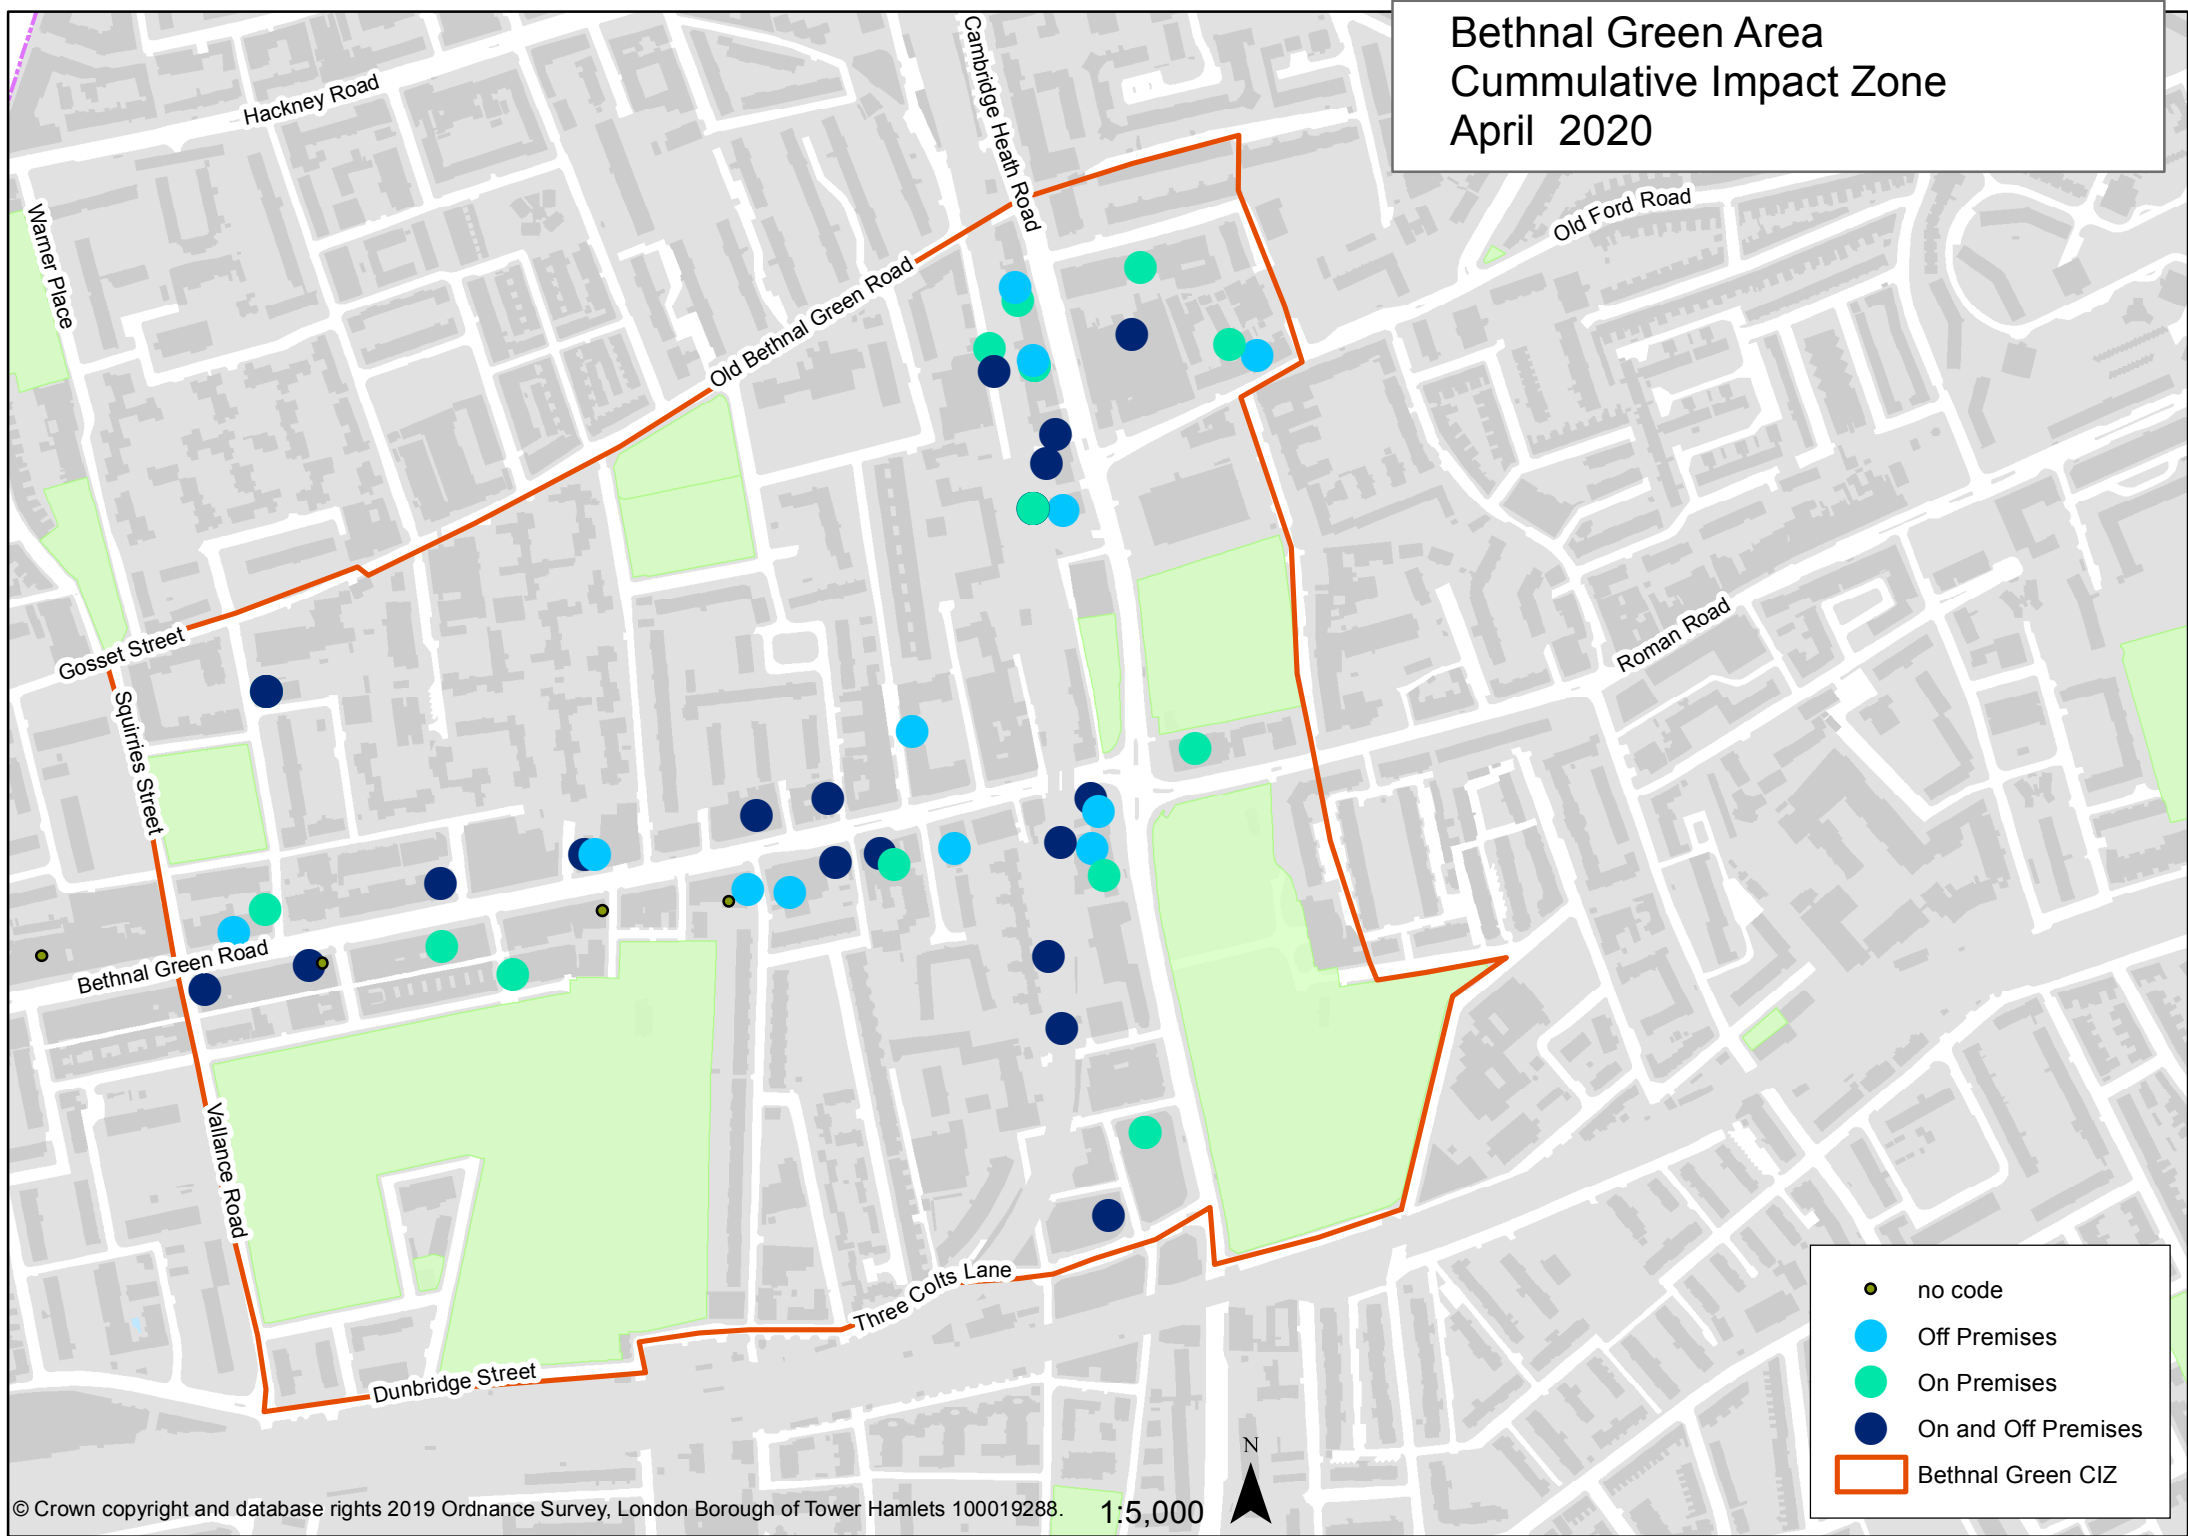 Bethnal Green Area
Cummulative Impact Zone
April 2020
Hackney Road
Cambridge Heath Road
Warner Place
Old Ford Road
Old Bethnal Green Road
Gosset Street
Squirries Street
Roman Road
Bethnal Green Road
Vallance Road
Three Colts Lane
Dunbridge Street
no code
Off Premises
On Premises
On and Off Premises
Bethnal Green CIZ
N
© Crown copyright and database rights 2019 Ordnance Survey, London Borough of Tower Hamlets 100019288.
1:5,000